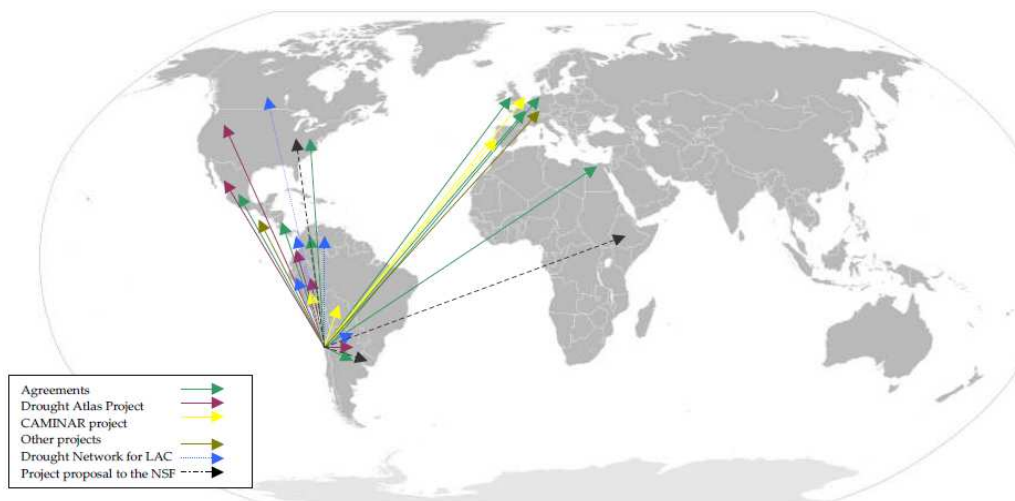 Agreements
Drought Atlas Project
CAMINAR project
Other projects
Drought Network for LAC
Project proposal to the NSF